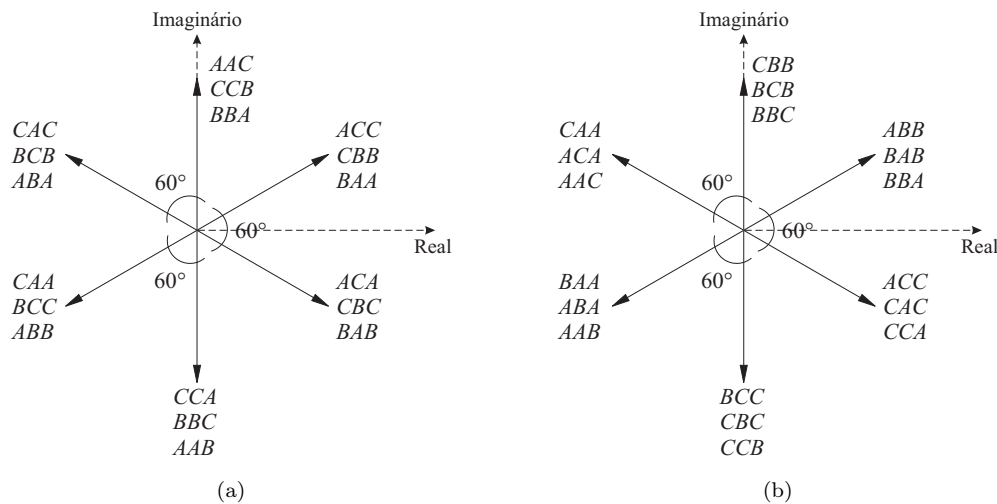 Imaginário
AAC
CCB
BBA
CAC
BCB
ABA
ACC
CBB
BAA
60°
60°
Real
60°
CAA
BCC
ABB
ACA
CBC
BAB
CCA
BBC
AAB
(a)
Imaginário
CBB
BCB
BBC
CAA
ACA
AAC
ABB
BAB
BBA
60°
60°
Real
60°
BAA
ABA
AAB
ACC
CAC
CCA
BCC
CBC
CCB
(b)